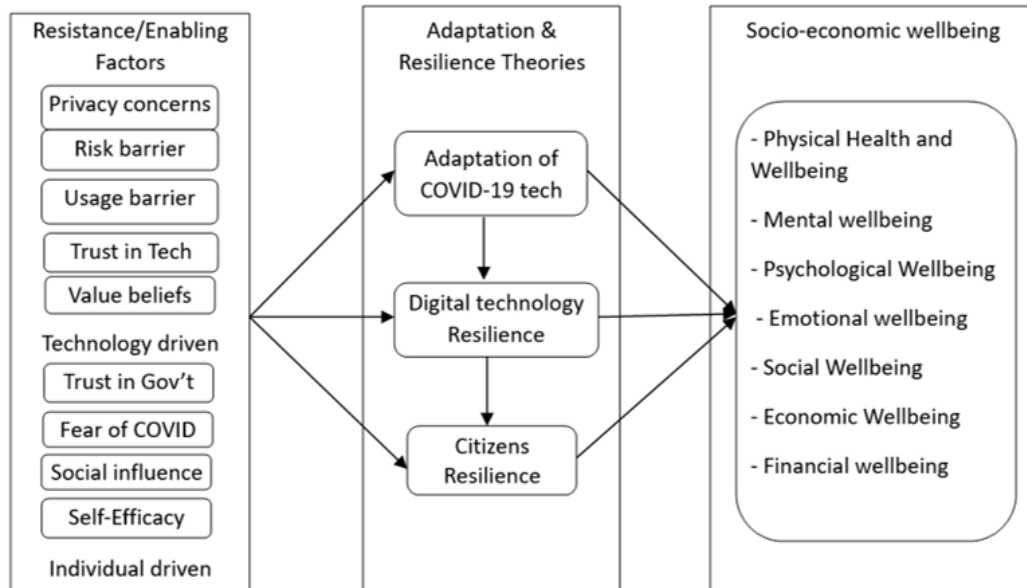 Resistance/Enabling
Factors
Privacy concerns
Risk barrier
Usage barrier
Trust in Tech
Value beliefs
Technology driven
Trust in Gov’t
Fear of COVID
Social influence
Self-Efficacy
Individual driven
Adaptation &
Resilience Theories
Adaptation of
COVID-19 tech
Digital technology
Resilience
Citizens
Resilience
Socio-economic wellbeing
- Physical Health and
Wellbeing
- Mental wellbeing
- Psychological Wellbeing
- Emotional wellbeing
- Social Wellbeing
- Economic Wellbeing
- Financial wellbeing